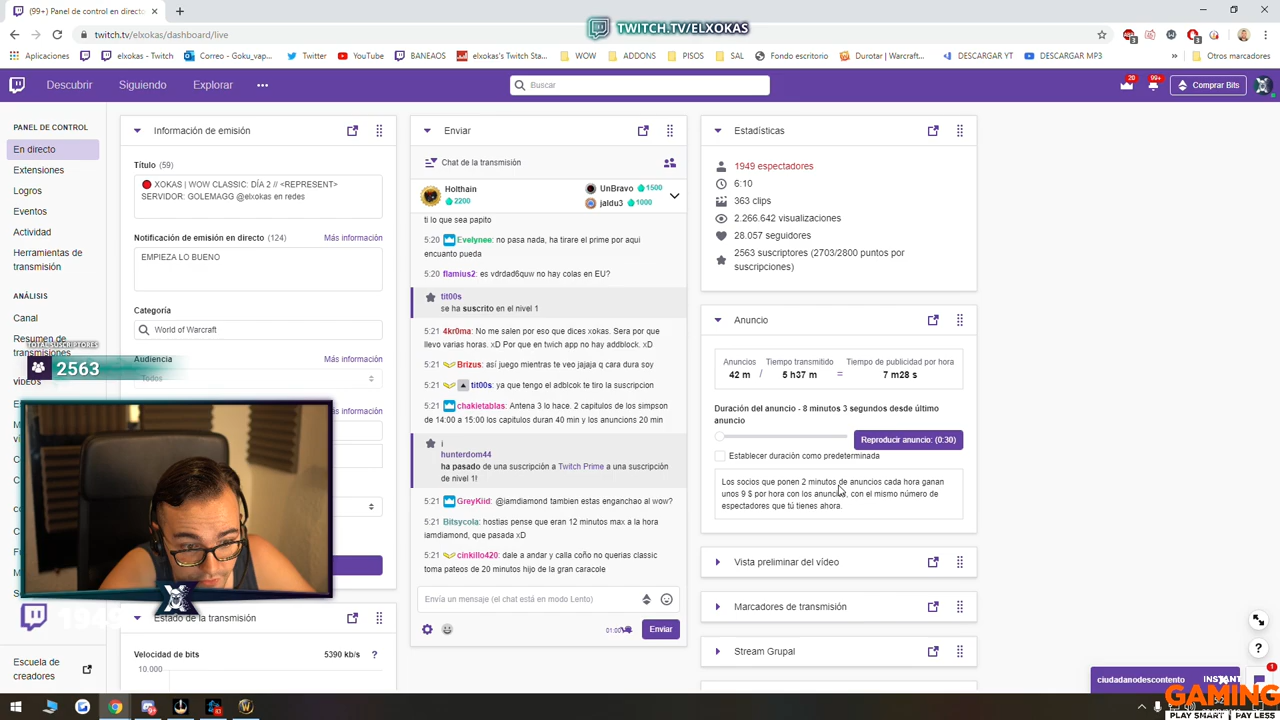 (99+) Panel de control en directo
twitch.tv/elxokas/dashboard/live
TWITCH.TV/ELXOKAS
Aplicaciones
elxokas - Twitch
Correo - Goku_vap...
Twitter
YouTube
BANEAOS
elxokas's Twitch Sta...
WOW
ADDONS
PISOS
SAL
Fondo escritorio
Durotar | Warcraft...
DESCARGAR YT
DESCARGAR MP3
Otros marcadores
Descubrir
Siguiendo
Explorar
Buscar
20
99+
Comprar Bits
PANEL DE CONTROL
En directo
Extensiones
Logros
Eventos
Actividad
Herramientas de
transmisión
ANÁLISIS
Canal
Resumen de
transmisiones
TOTAL SUSCRIPTORES
2563
Información de emisión
Título (59)
XOKAS | WOW CLASSIC: DÍA 2 // <REPRESENT>
SERVIDOR: GOLEMAGG @elxokas en redes
Notificación de emisión en directo (124)
Más información
EMPIEZA LO BUENO
Categoría
World of Warcraft
Audiencia
Más información
Todos
Estado de la transmisión
Velocidad de bits
5390 kb/s
?
10.000
Escuela de
creadores
Enviar
Chat de la transmisión
Holthain
2200
UnBravo 1500
jaldu3 1000
ti lo que sea papito
5:20 Evelynee: no pasa nada, ha tirare el prime por aqui
encuanto pueda
5:20 flamius2: es vdrdad6quw no hay colas en EU?
tit00s
se ha suscrito en el nivel 1
5:21 4kr0ma: No me salen por eso que dices xokas. Sera por que
llevo varias horas. xD Por que en twich app no hay addblock. xD
5:21 Brizus: así juego mientras te veo jajaja q cara dura soy
5:21 tit00s: ya que tengo el adblcok te tiro la suscripcion
5:21 chakietablas: Antena 3 lo hace. 2 capitulos de los simpson
de 14:00 a 15:00 los capitulos duran 40 min y los anuncions 20 min
hunterdom44
ha pasado de una suscripción a Twitch Prime a una suscripción
de nivel 1!
5:21 GreyKiid: @iamdiamond tambien estas enganchao al wow?
5:21 Bitsycola: hostias pense que eran 12 minutos max a la hora
iamdiamond, que pasada xD
5:21 cinkillo420: dale a andar y calla coño no querias classic
toma pateos de 20 minutos hijo de la gran caracole
Envía un mensaje (el chat está en modo Lento)
01:00
Enviar
Estadísticas
1949 espectadores
6:10
363 clips
2.266.642 visualizaciones
28.057 seguidores
2563 suscriptores (2703/2800 puntos por
suscripciones)
Anuncio
Anuncios
Tiempo transmitido
Tiempo de publicidad por hora
42 m / 5 h37 m = 7 m28 s
Duración del anuncio - 8 minutos 3 segundos desde último
anuncio
Reproducir anuncio: (0:30)
Establecer duración como predeterminada
Los socios que ponen 2 minutos de anuncios cada hora ganan
unos 9 $ por hora con los anuncios, con el mismo número de
espectadores que tú tienes ahora.
Vista preliminar del vídeo
Marcadores de transmisión
Stream Grupal
?
1
ciudadanodescontento
INSTANT
GAMING
PLAY SMART PAY LESS